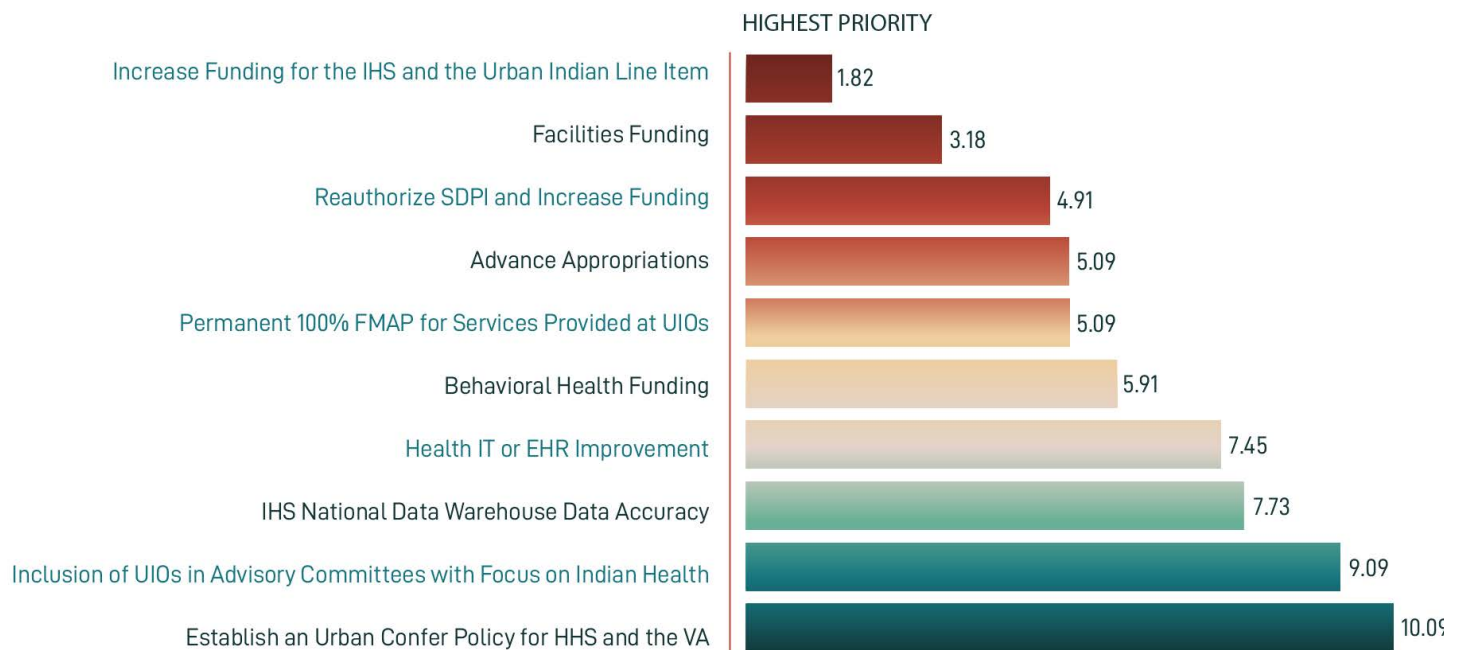 HIGHEST PRIORITY
Increase Funding for the IHS and the Urban Indian Line Item 1.82
Facilities Funding 3.18
Reauthorize SDPI and Increase Funding 4.91
Advance Appropriations 5.09
Permanent 100% FMAP for Services Provided at UIOs 5.09
Behavioral Health Funding 5.91
Health IT or EHR Improvement 7.45
IHS National Data Warehouse Data Accuracy 7.73
Inclusion of UIOs in Advisory Committees with Focus on Indian Health 9.09
Establish an Urban Confer Policy for HHS and the VA 10.09